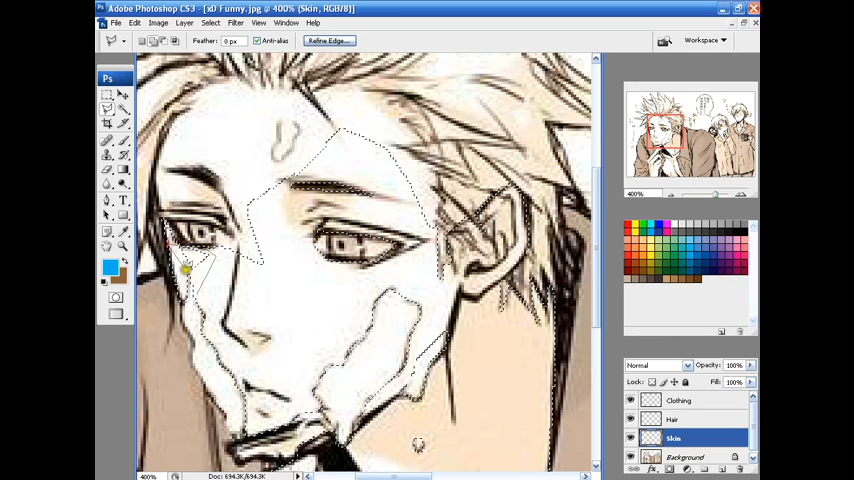 Adobe Photoshop CS3 - [xD Funny.jpg @ 400% (Skin, RGB/8)]
File Edit Image Layer Select Filter View Window Help
Feather: 0 px Anti-alias Refine Edge... Workspace
Ps
400%
Normal Opacity: 100%
Lock: Fill: 100%
Clothing
Hair
Skin
Background
400% Doc: 694.3K/694.3K